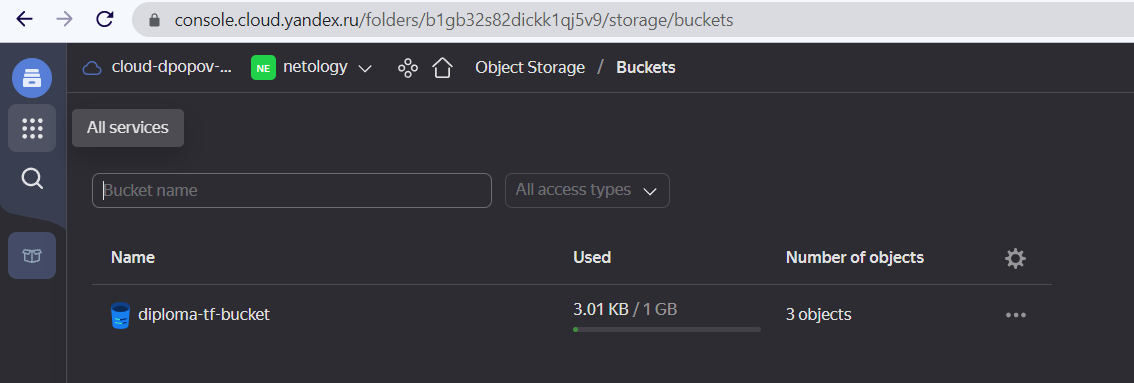 console.cloud.yandex.ru/folders/b1gb32s82dickk1qj5v9/storage/buckets
cloud-dpopov-... NE netology Object Storage / Buckets
All services
Bucket name All access types
Name Used Number of objects
diploma-tf-bucket 3.01 KB / 1 GB 3 objects